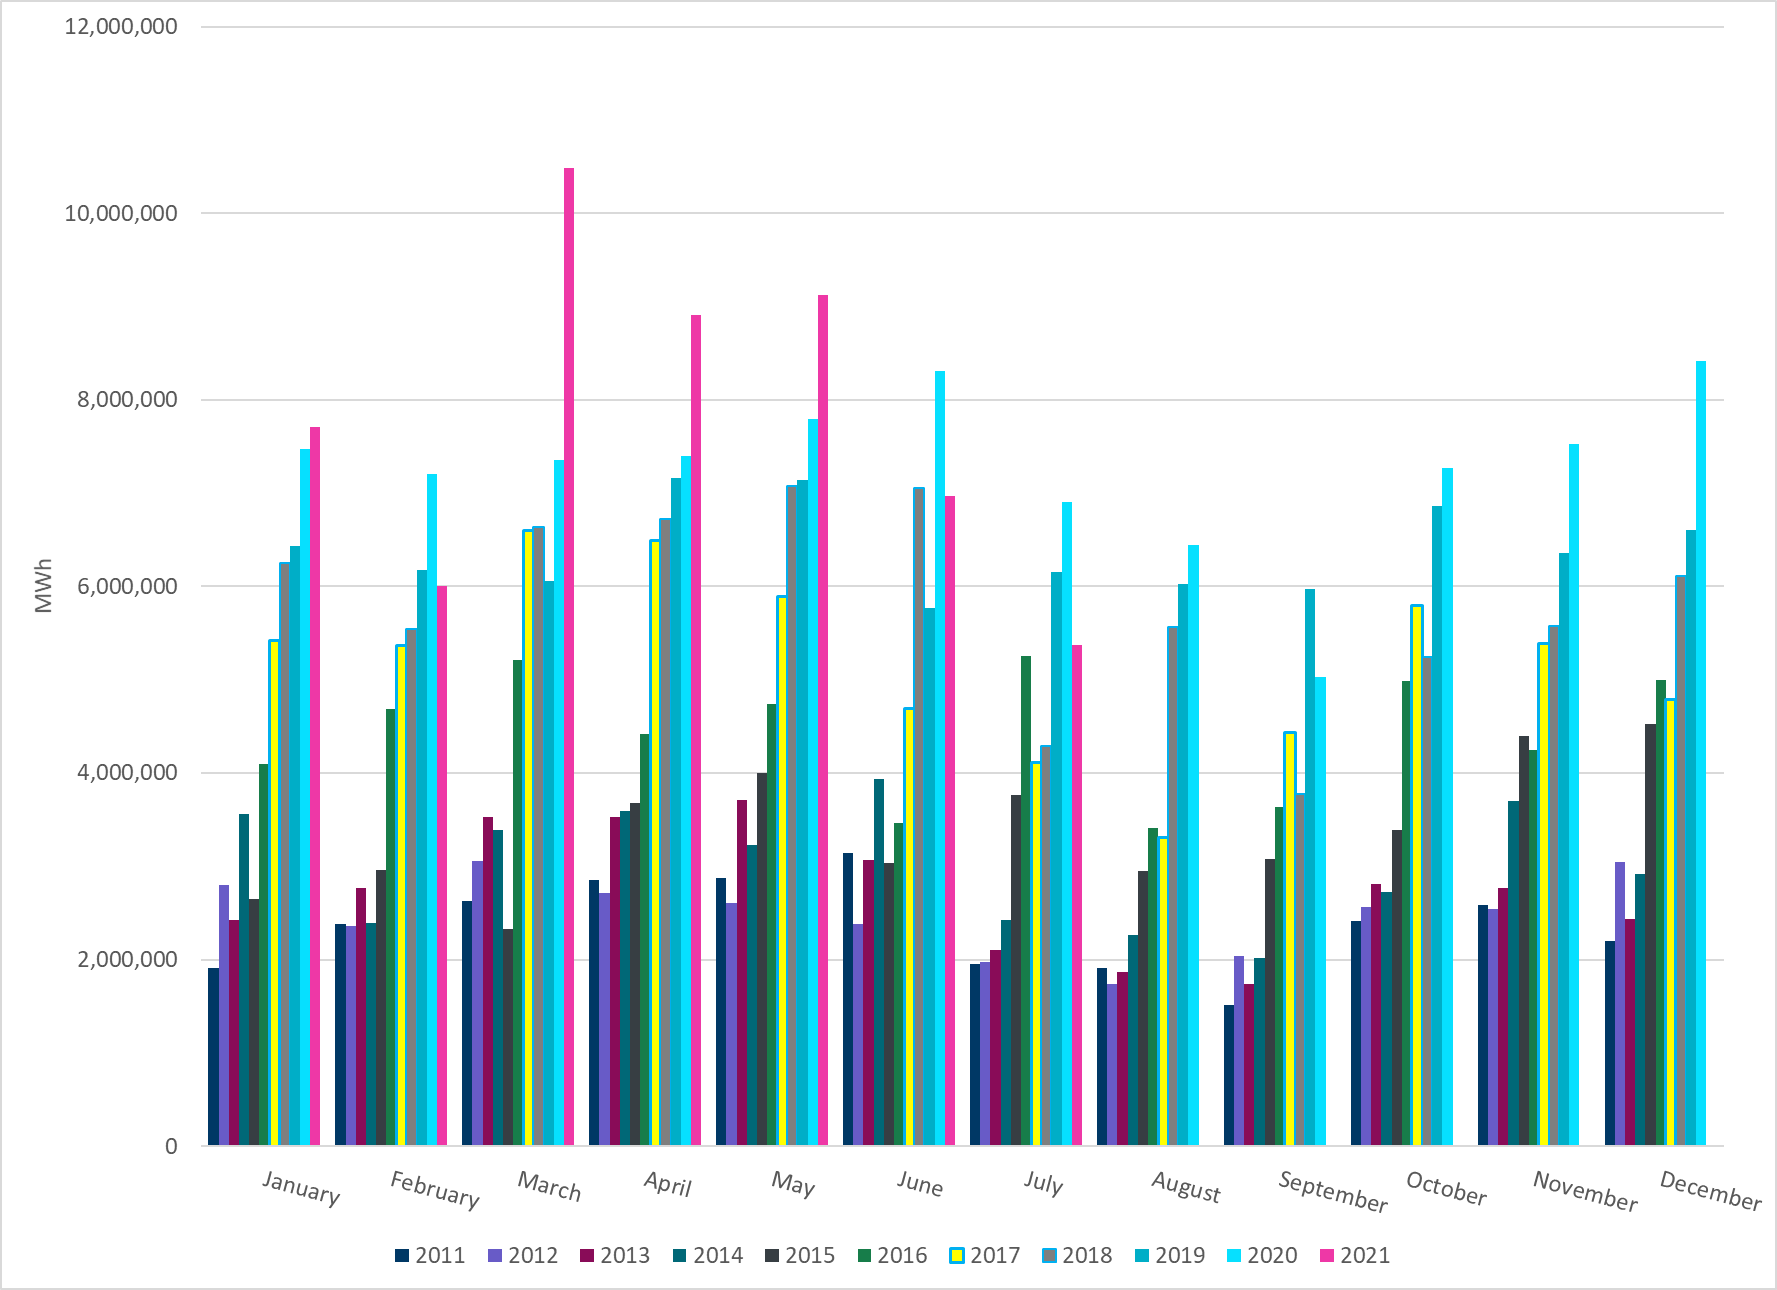 12,000,000
10,000,000
8,000,000
6,000,000
4,000,000
2,000,000
0
MWh
January February March April May June July August September October November December
2011 2012 2013 2014 2015 2016 2017 2018 2019 2020 2021